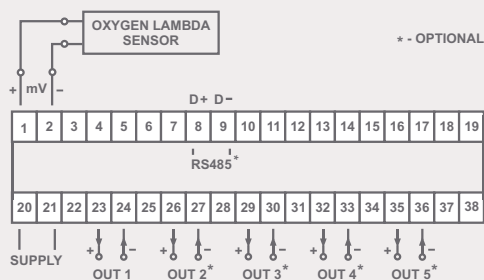 OXYGEN LAMBDA
SENSOR
* - OPTIONAL
+ mV –
D+ D–
1 2 3 4 5 6 7 8 9 10 11 12 13 14 15 16 17 18 19
RS485*
20 21 22 23 24 25 26 27 28 29 30 31 32 33 34 35 36 37 38
SUPPLY + – + – + – + – + –
OUT 1 OUT 2* OUT 3* OUT 4* OUT 5*